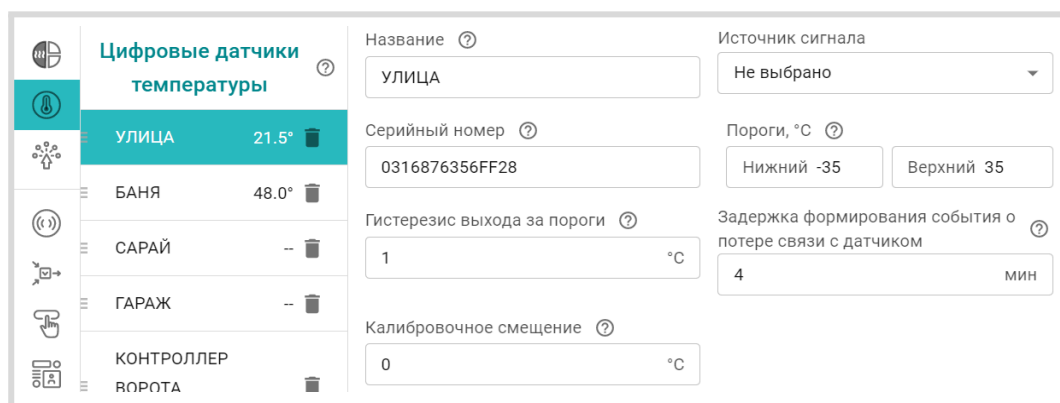 Цифровые датчики
температуры
УЛИЦА 21.5°
БАНЯ 48.0°
САРАЙ --
ГАРАЖ --
КОНТРОЛЛЕР
ВОРОТА
Название
УЛИЦА
Источник сигнала
Не выбрано
Серийный номер
0316876356FF28
Пороги, °C
Нижний -35
Верхний 35
Гистерезис выхода за пороги
1 °C
Задержка формирования события о
потере связи с датчиком
4 мин
Калибровочное смещение
0 °C